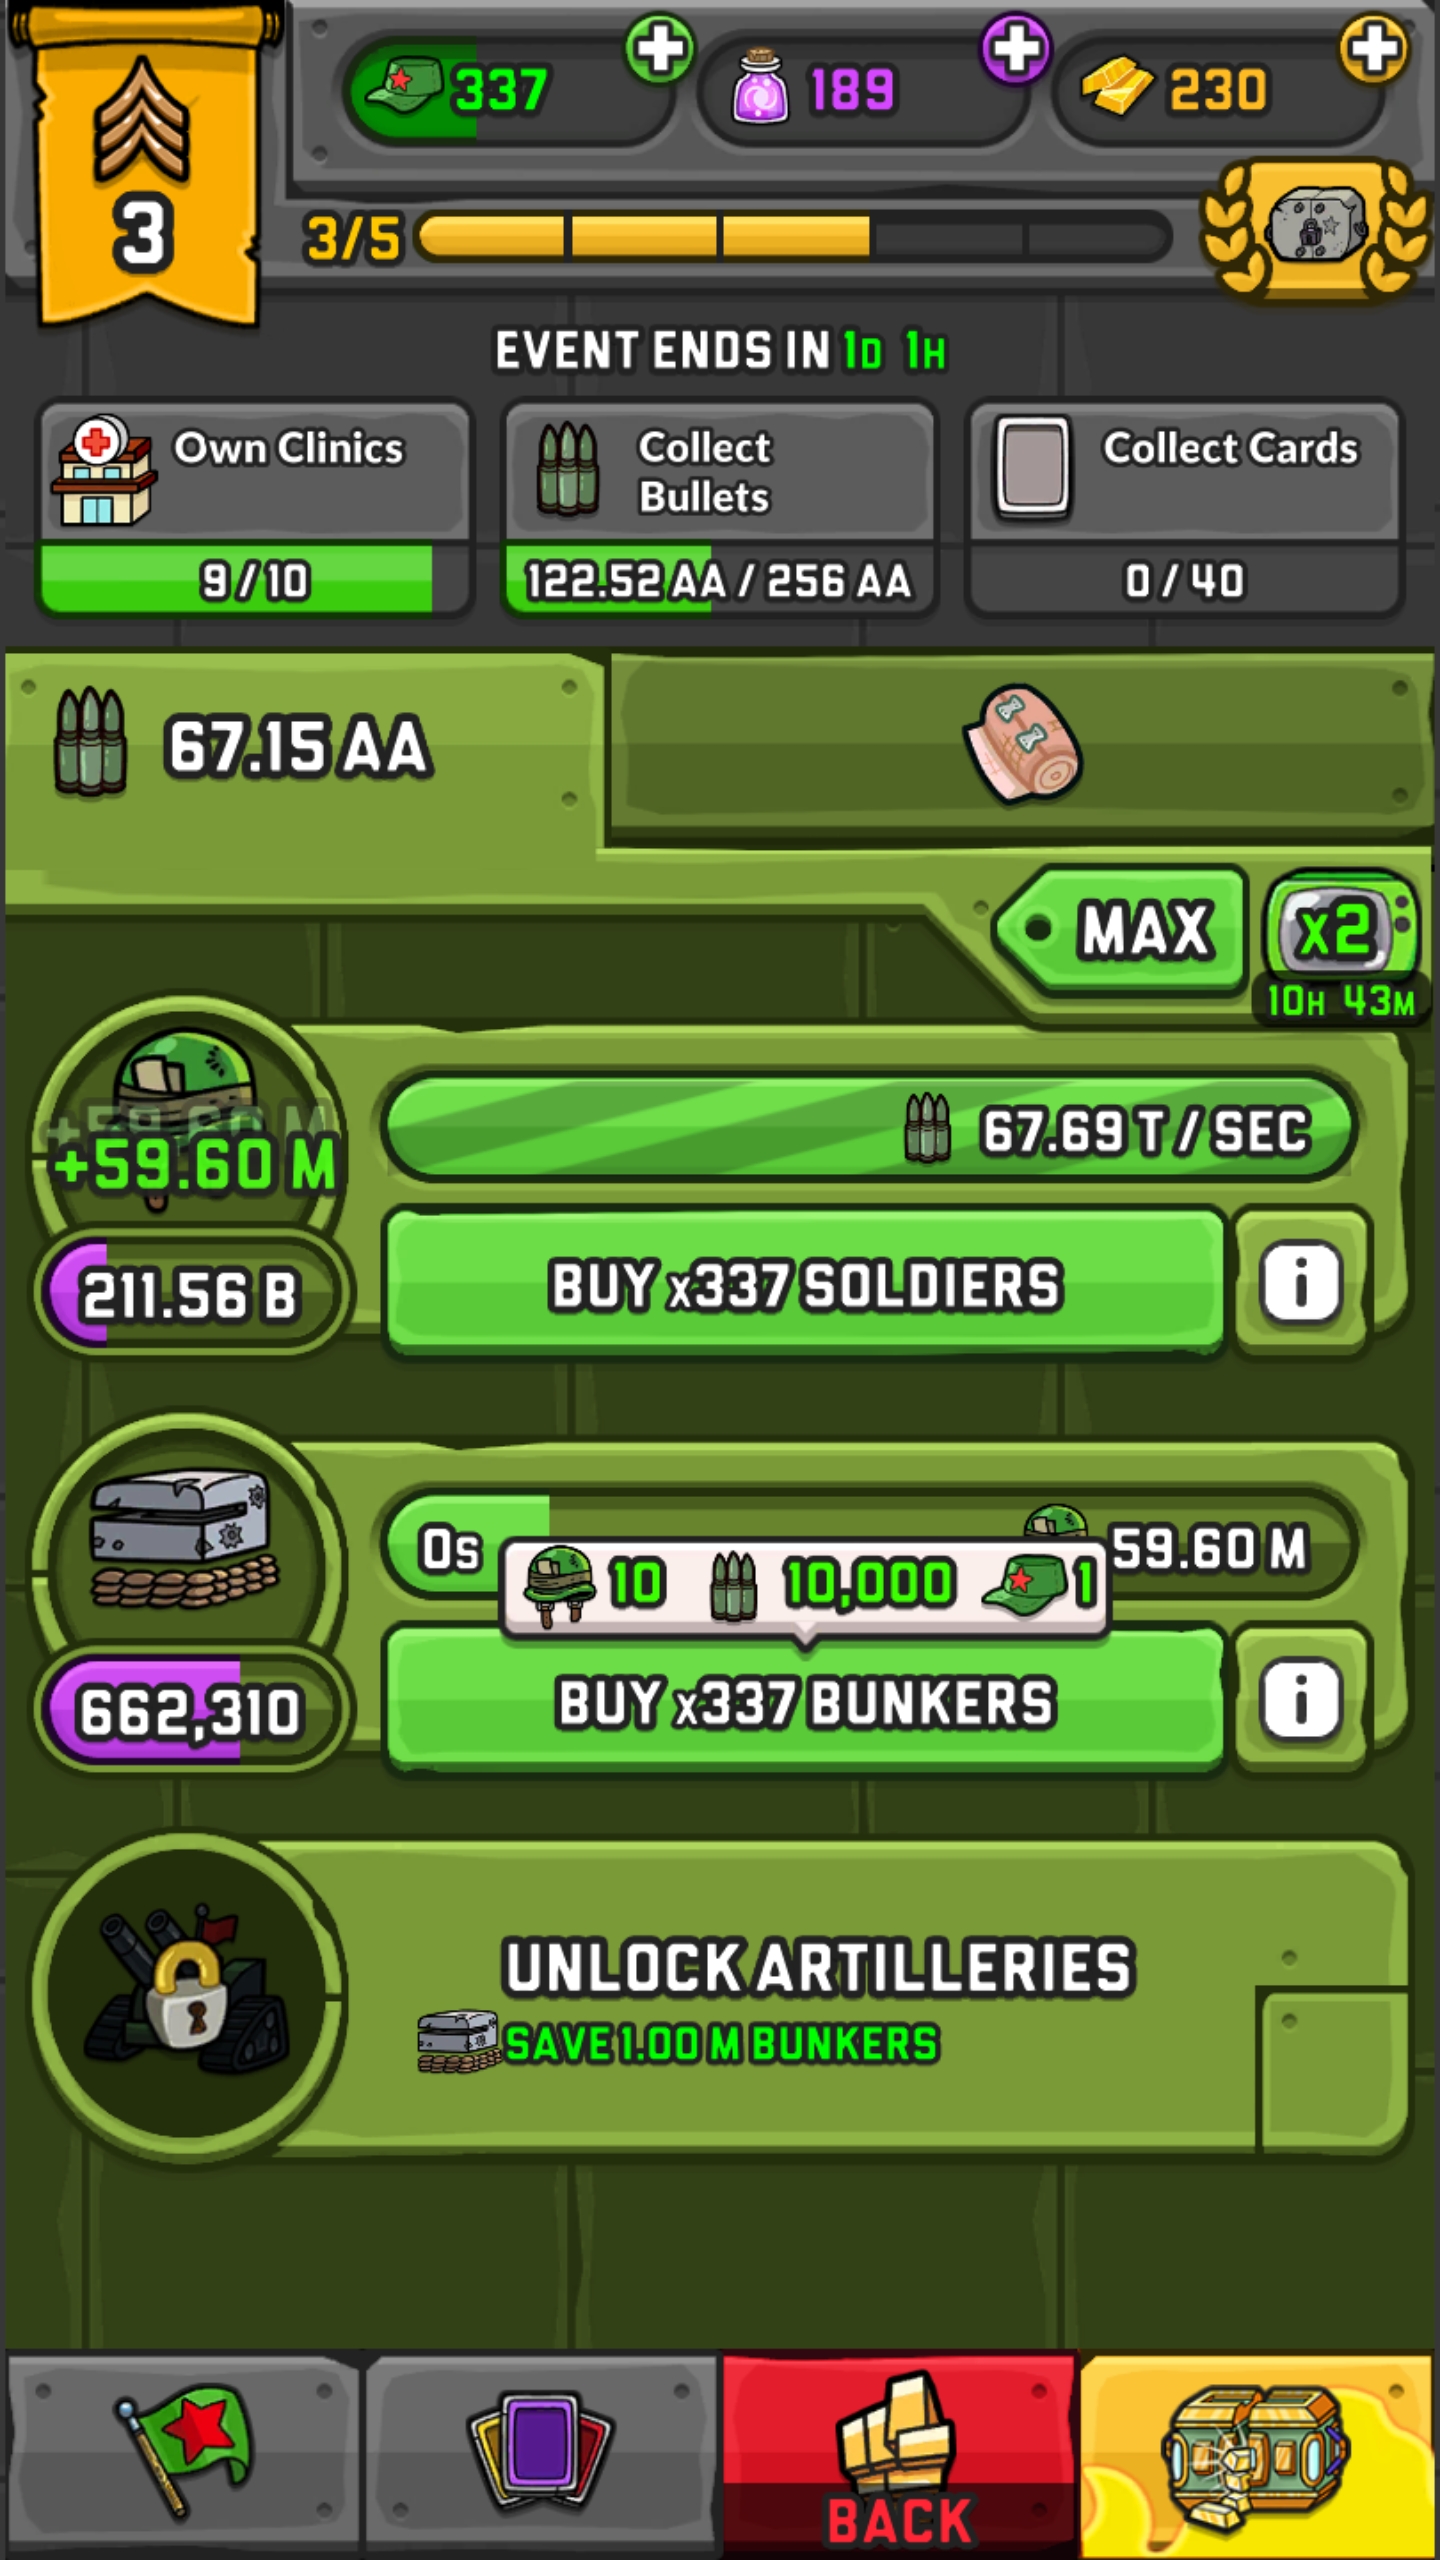 337
189
230
3
3/5
EVENT ENDS IN 1D 1H
Own Clinics
9 / 10
Collect
Bullets
122.52 AA / 256 AA
Collect Cards
0 / 40
67.15 AA
MAX
x2
10H 43M
+59.60 M
+59.60 M
67.69 T / SEC
211.56 B
BUY x337 SOLDIERS
i
0s
59.60 M
10
10,000
1
662,310
BUY x337 BUNKERS
i
UNLOCK ARTILLERIES
SAVE 1.00 M BUNKERS
BACK